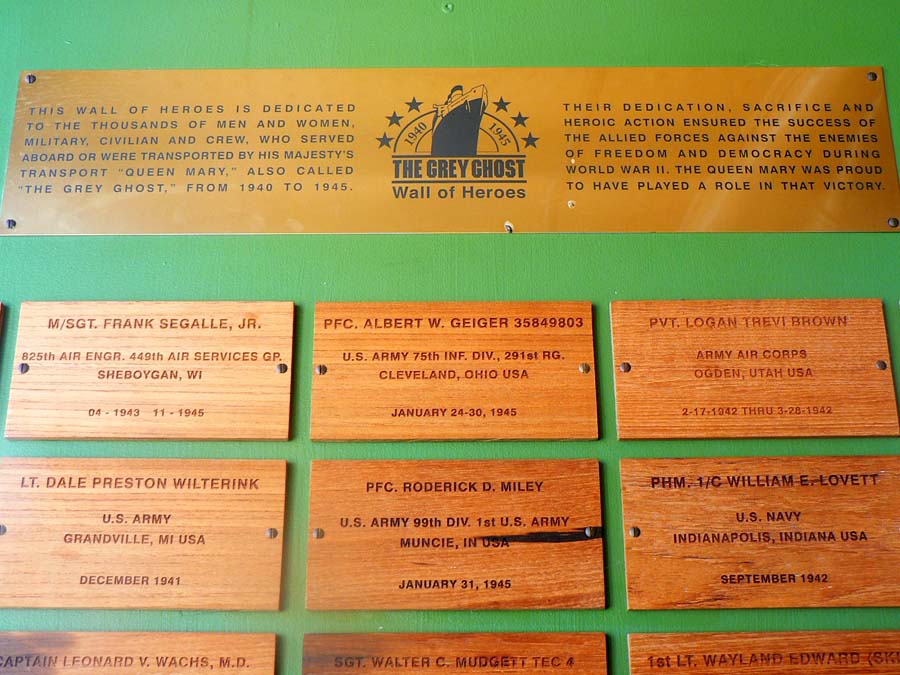 THIS WALL OF HEROES IS DEDICATED
TO THE THOUSANDS OF MEN AND WOMEN,
MILITARY, CIVILIAN AND CREW, WHO SERVED
ABOARD OR WERE TRANSPORTED BY HIS MAJESTY'S
TRANSPORT "QUEEN MARY," ALSO CALLED
"THE GREY GHOST," FROM 1940 TO 1945.
1940 1945
THE GREY GHOST
Wall of Heroes
THEIR DEDICATION, SACRIFICE AND
HEROIC ACTION ENSURED THE SUCCESS OF
THE ALLIED FORCES AGAINST THE ENEMIES
OF FREEDOM AND DEMOCRACY DURING
WORLD WAR II. THE QUEEN MARY WAS PROUD
TO HAVE PLAYED A ROLE IN THAT VICTORY.
M/SGT. FRANK SEGALLE, JR.
825th AIR ENGR. 449th AIR SERVICES GP.
SHEBOYGAN, WI
04 - 1943 11 - 1945
PFC. ALBERT W. GEIGER 35849803
U.S. ARMY 75th INF. DIV., 291st RG.
CLEVELAND, OHIO USA
JANUARY 24-30, 1945
PVT. LOGAN TREVI BROWN
ARMY AIR CORPS
OGDEN, UTAH USA
2-17-1942 THRU 3-28-1942
LT. DALE PRESTON WILTERINK
U.S. ARMY
GRANDVILLE, MI USA
DECEMBER 1941
PFC. RODERICK D. MILEY
U.S. ARMY 99th DIV. 1st U.S. ARMY
MUNCIE, IN USA
JANUARY 31, 1945
PHM. 1/C WILLIAM E. LOVETT
U.S. NAVY
INDIANAPOLIS, INDIANA USA
SEPTEMBER 1942
CAPTAIN LEONARD V. WACHS, M.D.
SGT. WALTER C. MUDGETT TEC 4
1st LT. WAYLAND EDWARD